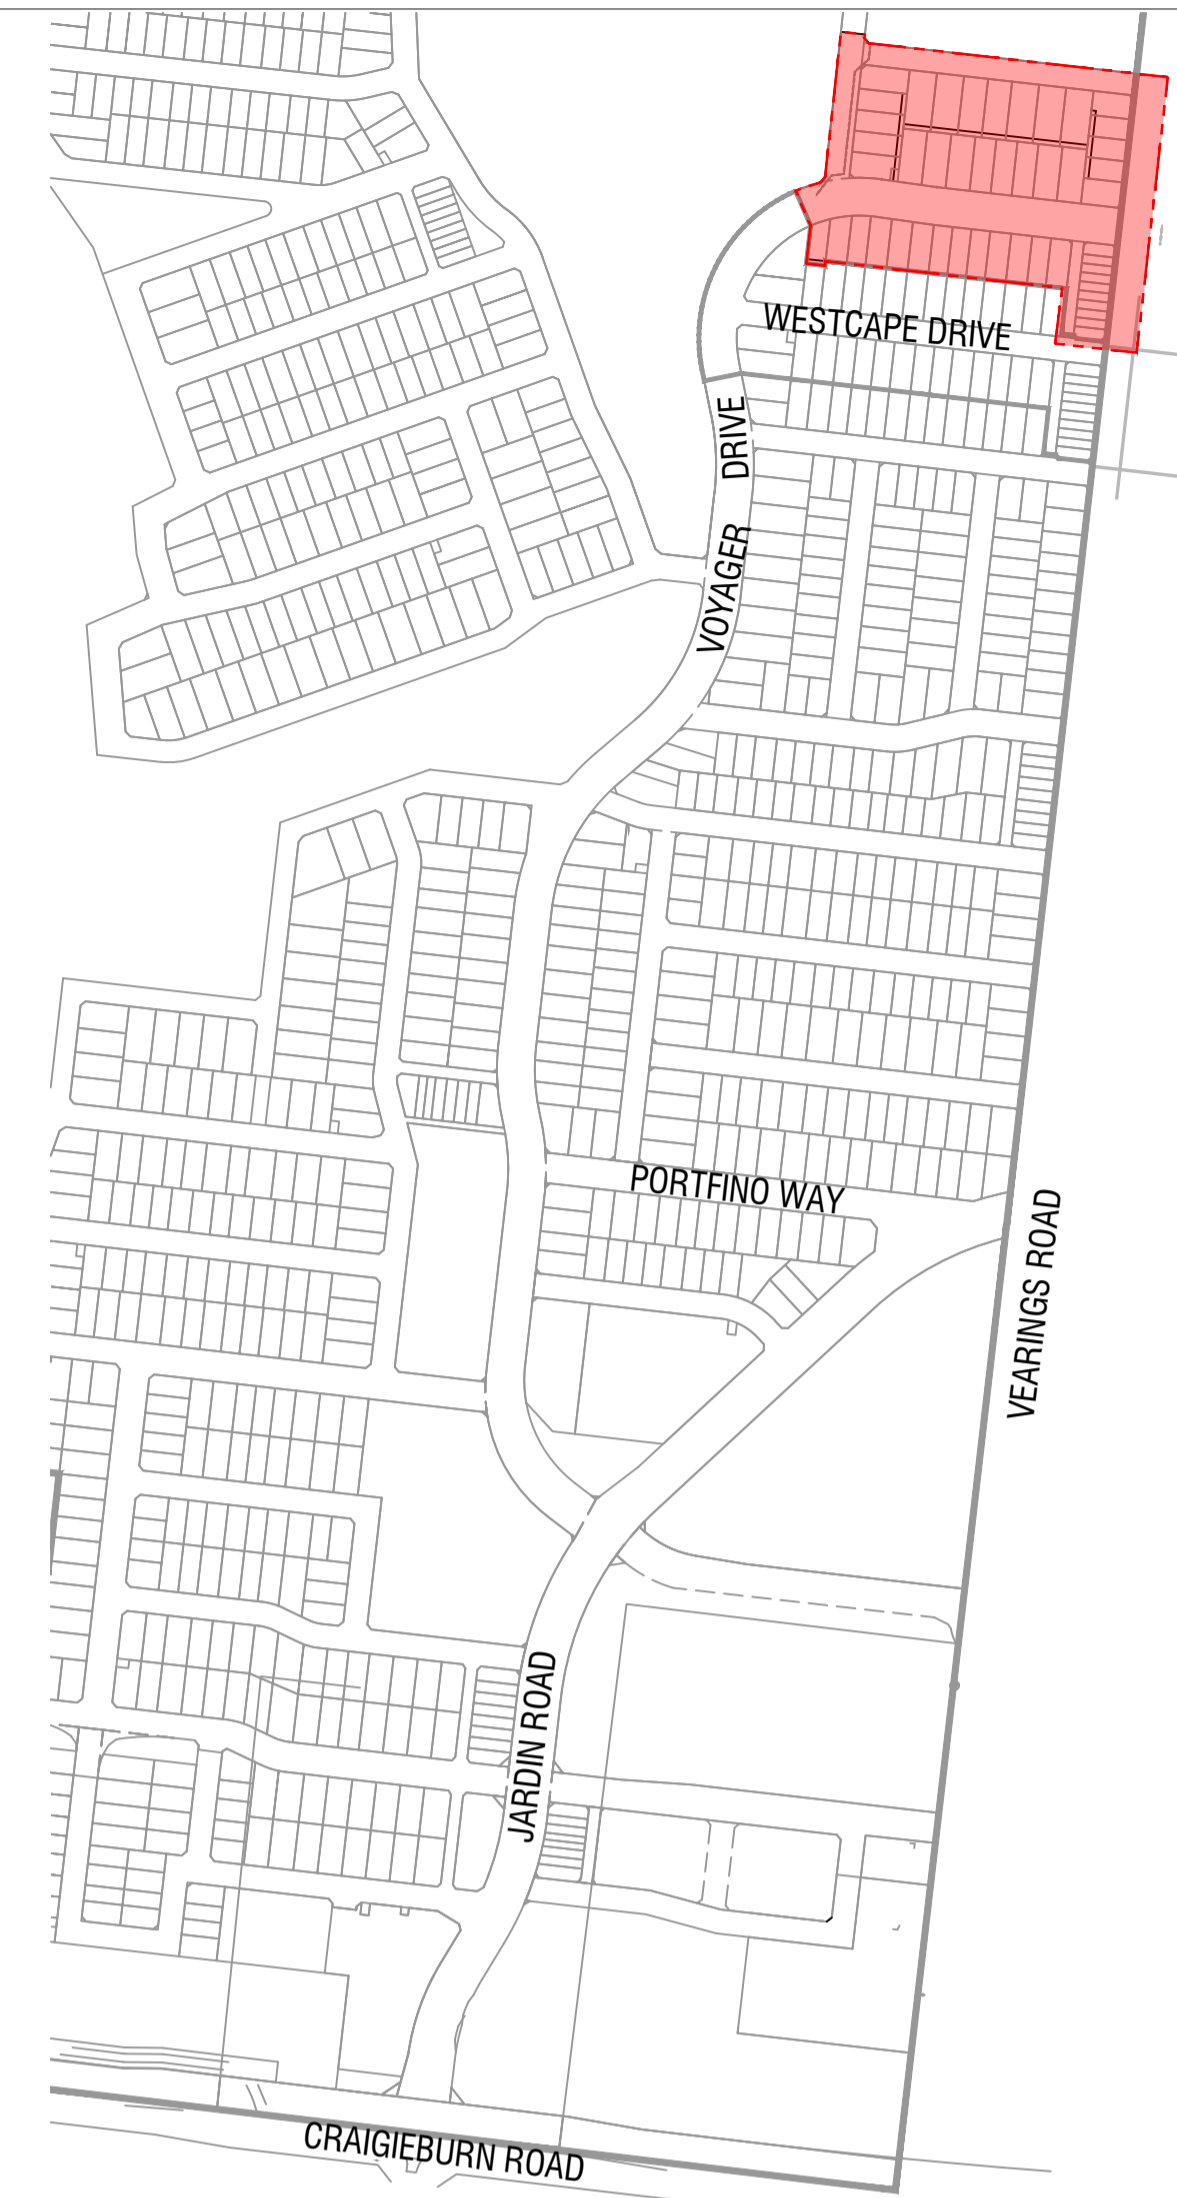 WESTCAPE DRIVE
VOYAGER DRIVE
PORTFINO WAY
VEARINGS ROAD
JARDIN ROAD
CRAIGIEBURN ROAD